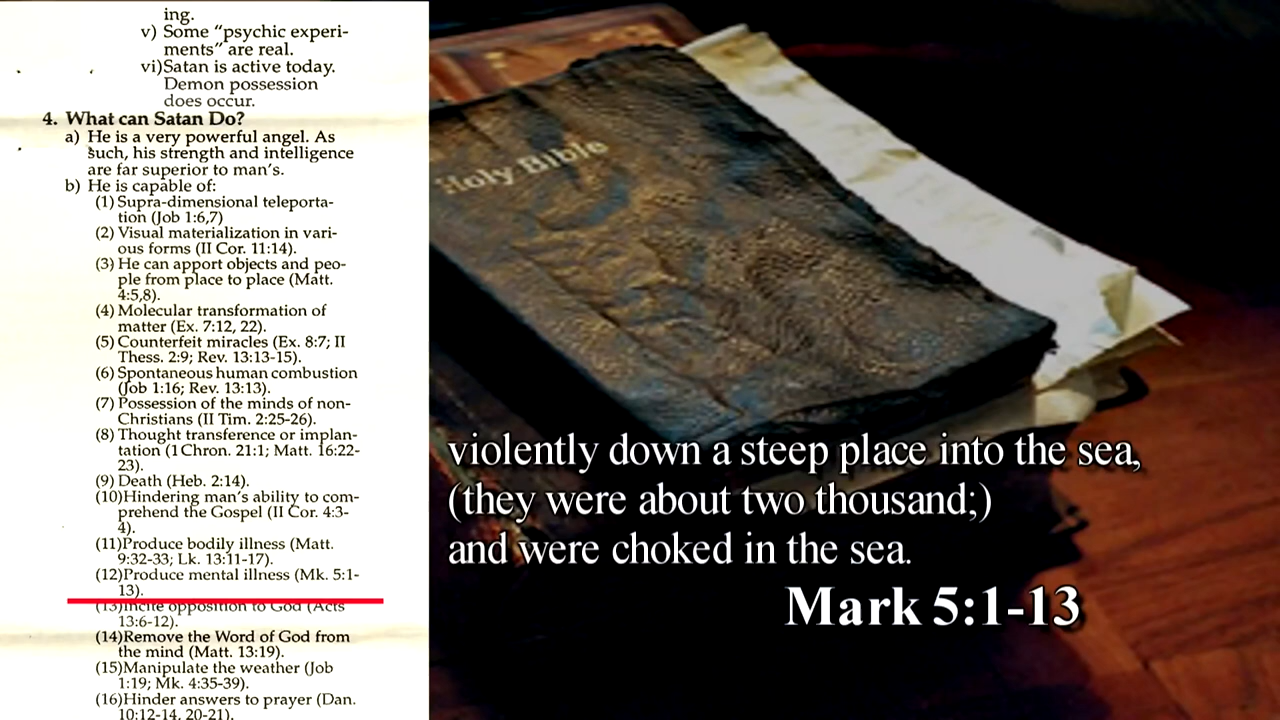 ing.
v) Some “psychic experi-
ments” are real.
vi)Satan is active today.
Demon possession
does occur.
4. What can Satan Do?
a) He is a very powerful angel. As
such, his strength and intelligence
are far superior to man's.
b) He is capable of:
(1) Supra-dimensional teleporta-
tion (Job 1:6,7)
(2) Visual materialization in vari-
ous forms (II Cor. 11:14).
(3) He can apport objects and peo-
ple from place to place (Matt.
4:5,8).
(4) Molecular transformation of
matter (Ex. 7:12, 22).
(5) Counterfeit miracles (Ex. 8:7; II
Thess. 2:9; Rev. 13:13-15).
(6) Spontaneous human combustion
(Job 1:16; Rev. 13:13).
(7) Possession of the minds of non-
Christians (II Tim. 2:25-26).
(8) Thought transference or implan-
tation (1 Chron. 21:1; Matt. 16:22-
23).
(9) Death (Heb. 2:14).
(10)Hindering man's ability to com-
prehend the Gospel (II Cor. 4:3-
4).
(11)Produce bodily illness (Matt.
9:32-33; Lk. 13:11-17).
(12)Produce mental illness (Mk. 5:1-
13).
(13)Incite opposition to God (Acts
13:6-12).
(14)Remove the Word of God from
the mind (Matt. 13:19).
(15)Manipulate the weather (Job
1:19; Mk. 4:35-39).
(16)Hinder answers to prayer (Dan.
10:12-14, 20-21).
Holy Bible
violently down a steep place into the sea,
(they were about two thousand;)
and were choked in the sea.
Mark 5:1-13